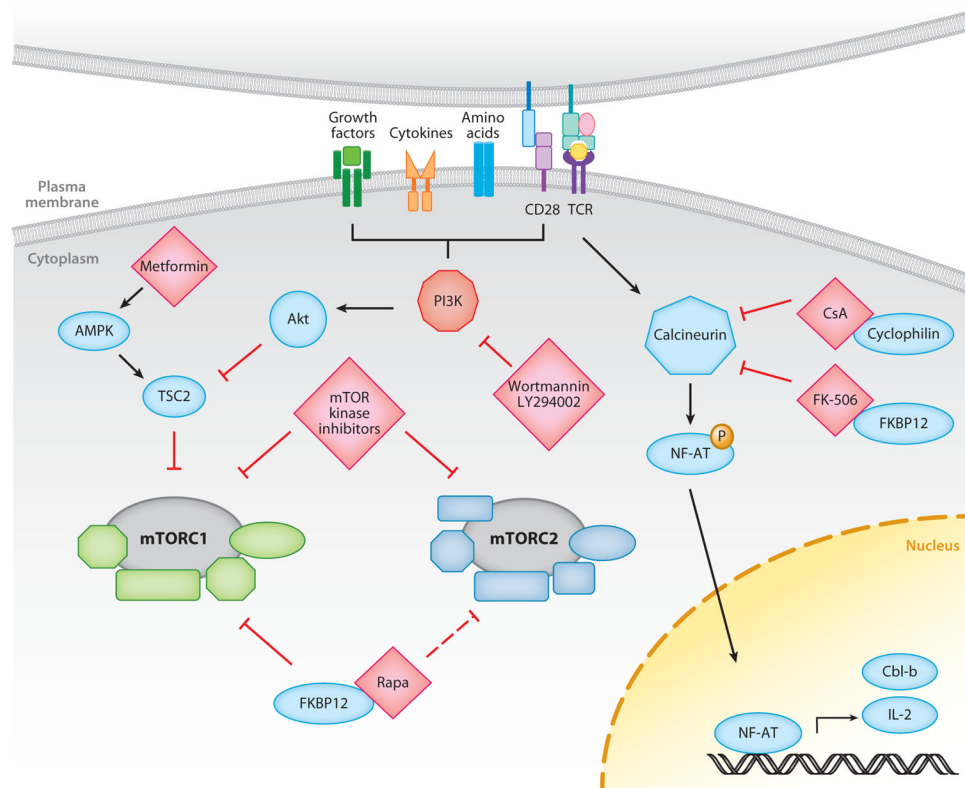 Growth
factors
Cytokines
Amino
acids
Plasma
membrane
CD28
TCR
Cytoplasm
Metformin
PI3K
CsA
AMPK
Akt
Calcineurin
Cyclophilin
TSC2
mTOR
kinase
inhibitors
Wortmannin
LY294002
FK-506
FKBP12
P
NF-AT
mTORC1
mTORC2
Nucleus
Rapa
FKBP12
Cbl-b
IL-2
NF-AT